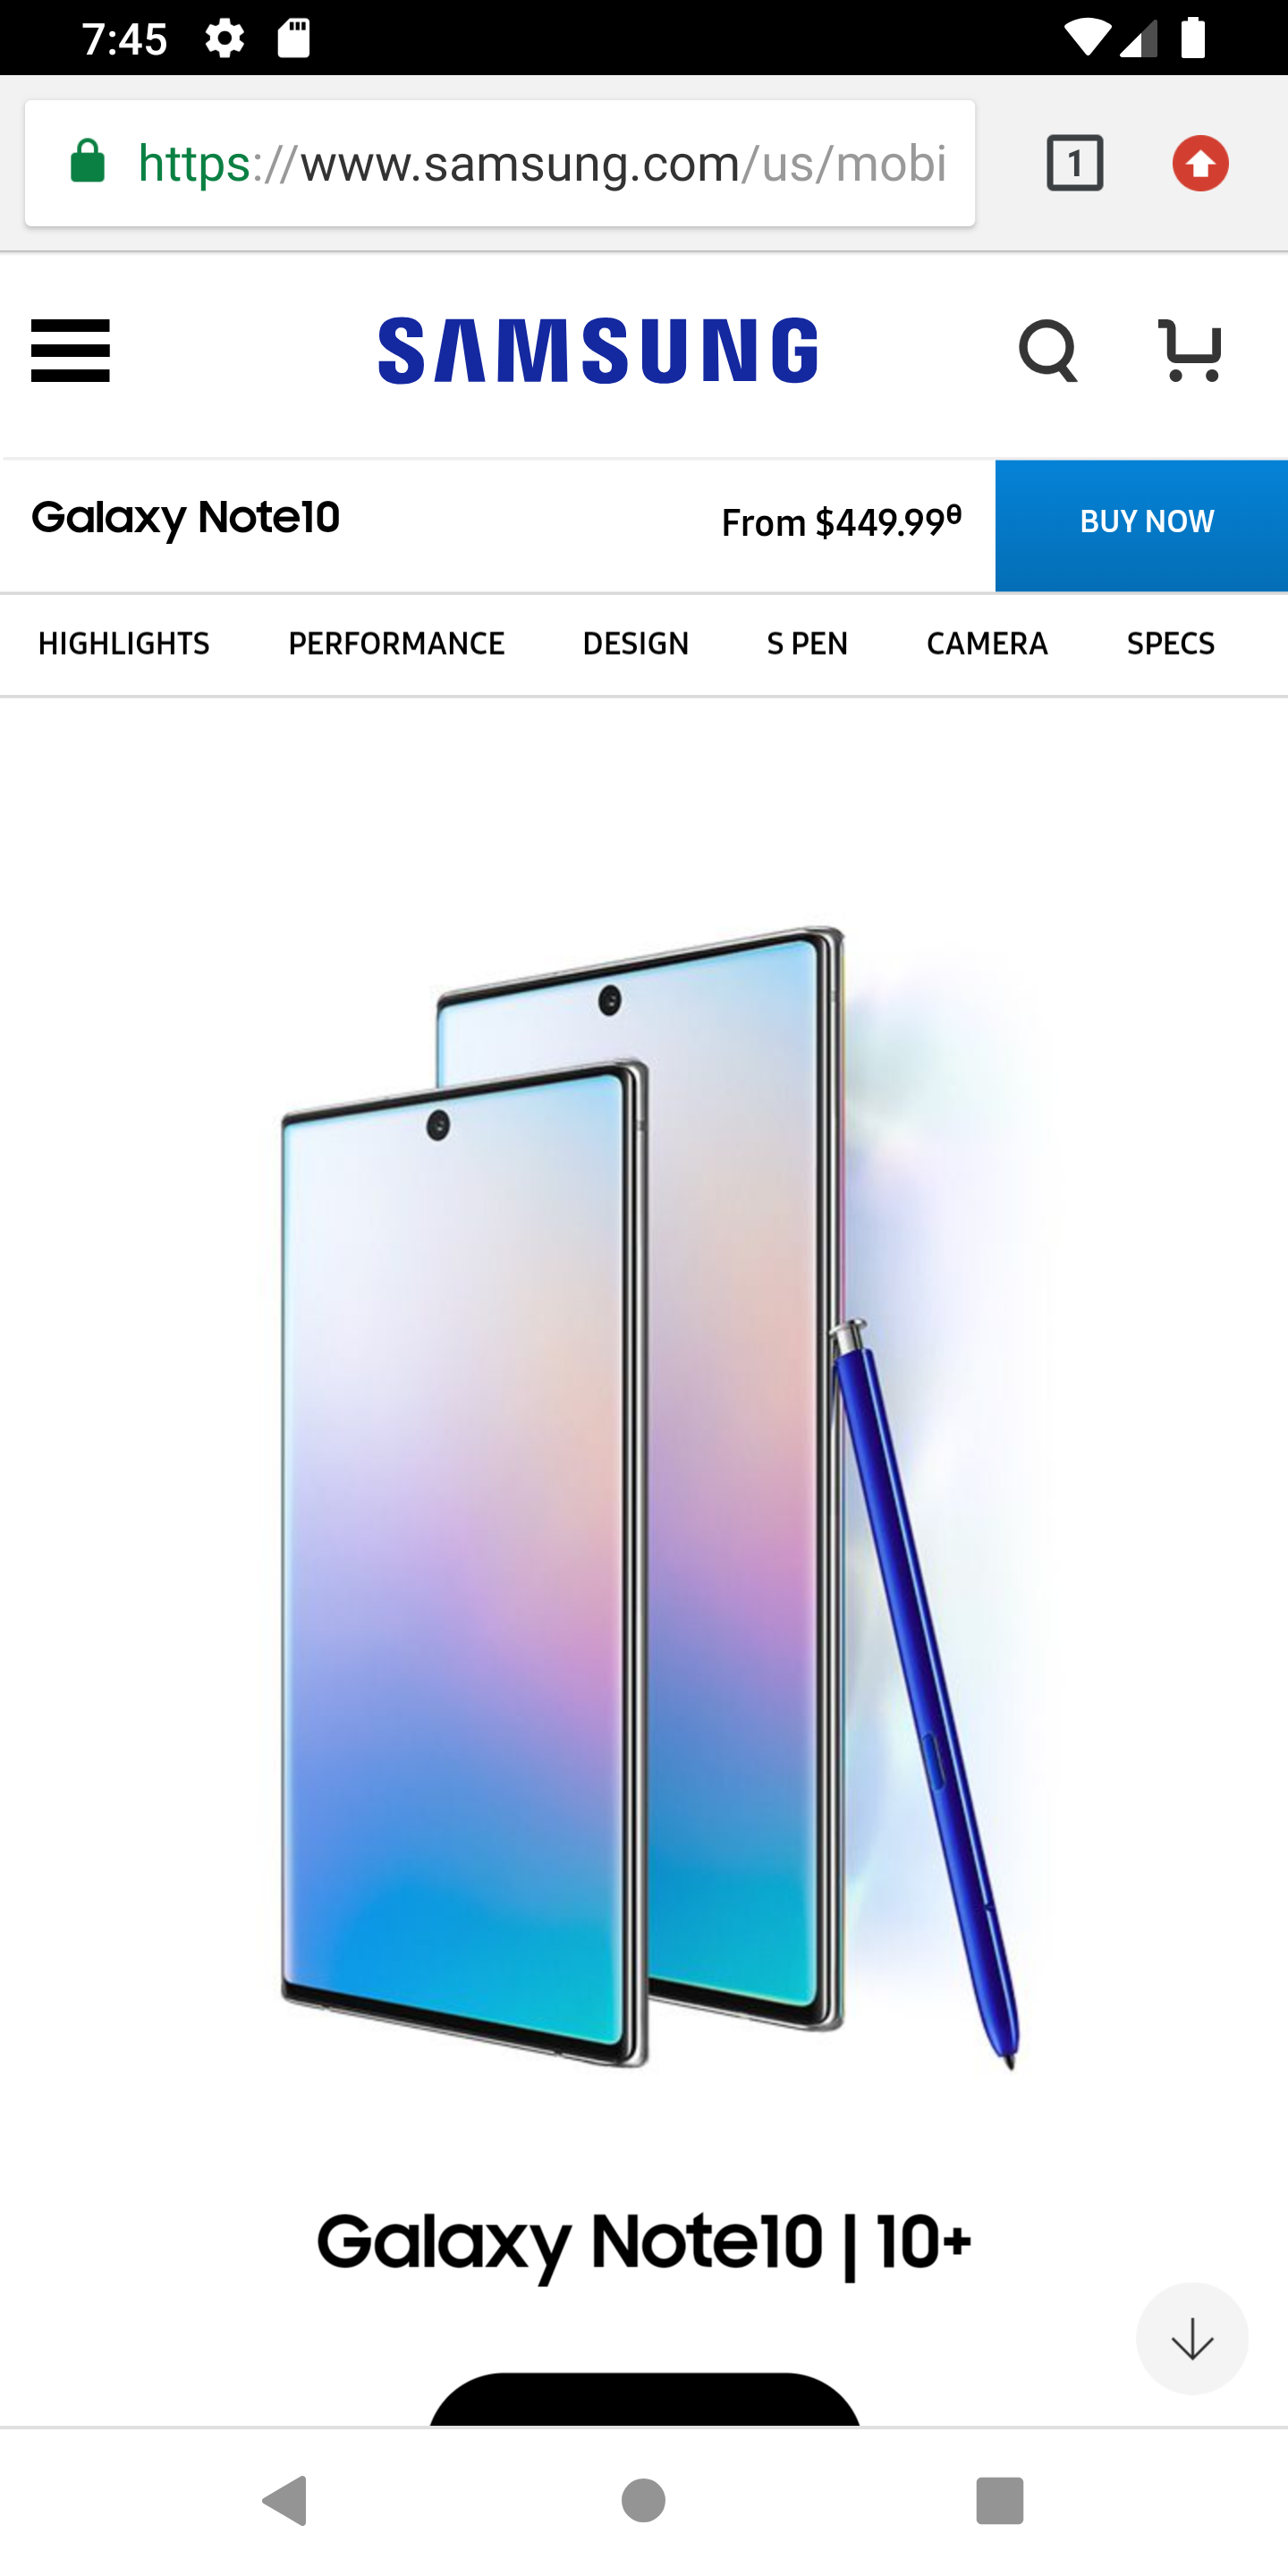 7:45
https://www.samsung.com/us/mobi
1
SAMSUNG
Galaxy Note10
From $449.99θ
BUY NOW
HIGHLIGHTS PERFORMANCE DESIGN S PEN CAMERA SPECS
Galaxy Note10 | 10+